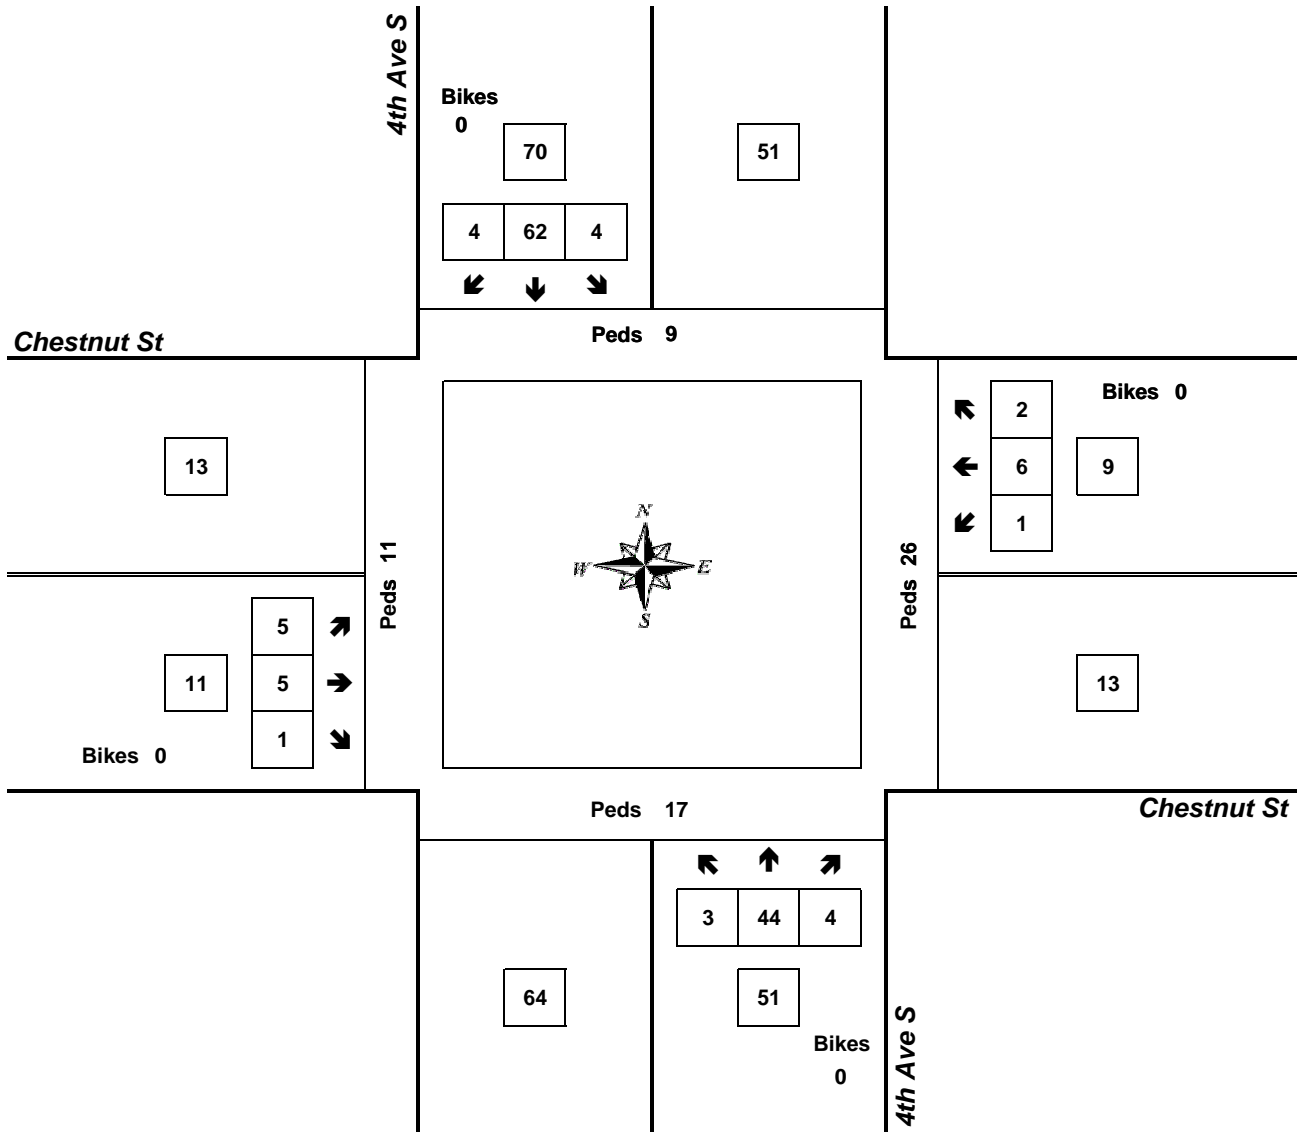 4th Ave S
Bikes
0
70
51
4 62 4
Peds 9
Chestnut St
Bikes 0
2
13
6 9
1
N
W E
S
Peds 11
Peds 26
5
11 5
1
Bikes 0
13
Chestnut St
Peds 17
3 44 4
64
51
Bikes
0
4th Ave S